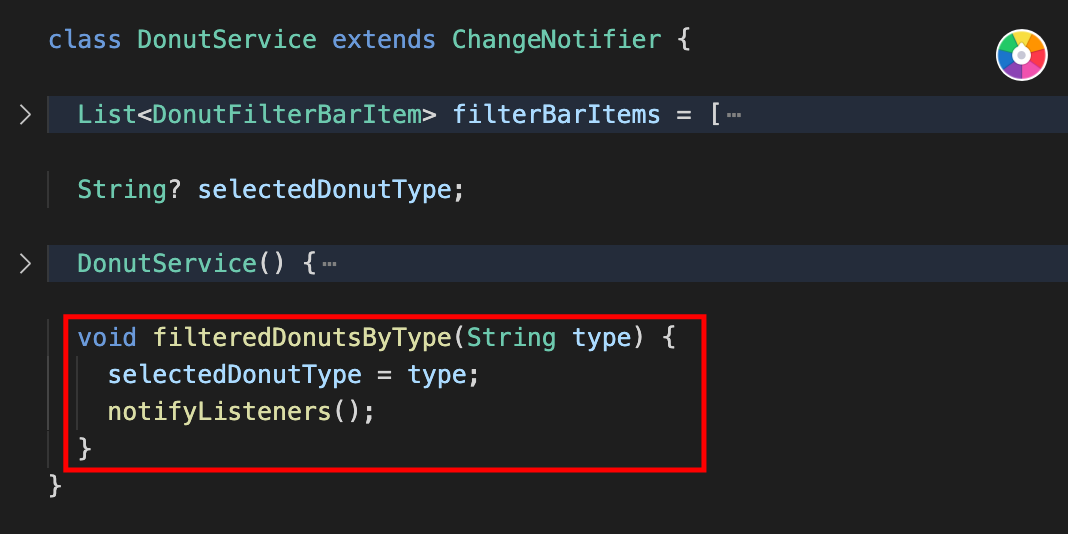 class DonutService extends ChangeNotifier {
List<DonutFilterBarItem> filterBarItems = [⋯
String? selectedDonutType;
DonutService() {⋯
void filteredDonutsByType(String type) {
selectedDonutType = type;
notifyListeners();
}
}